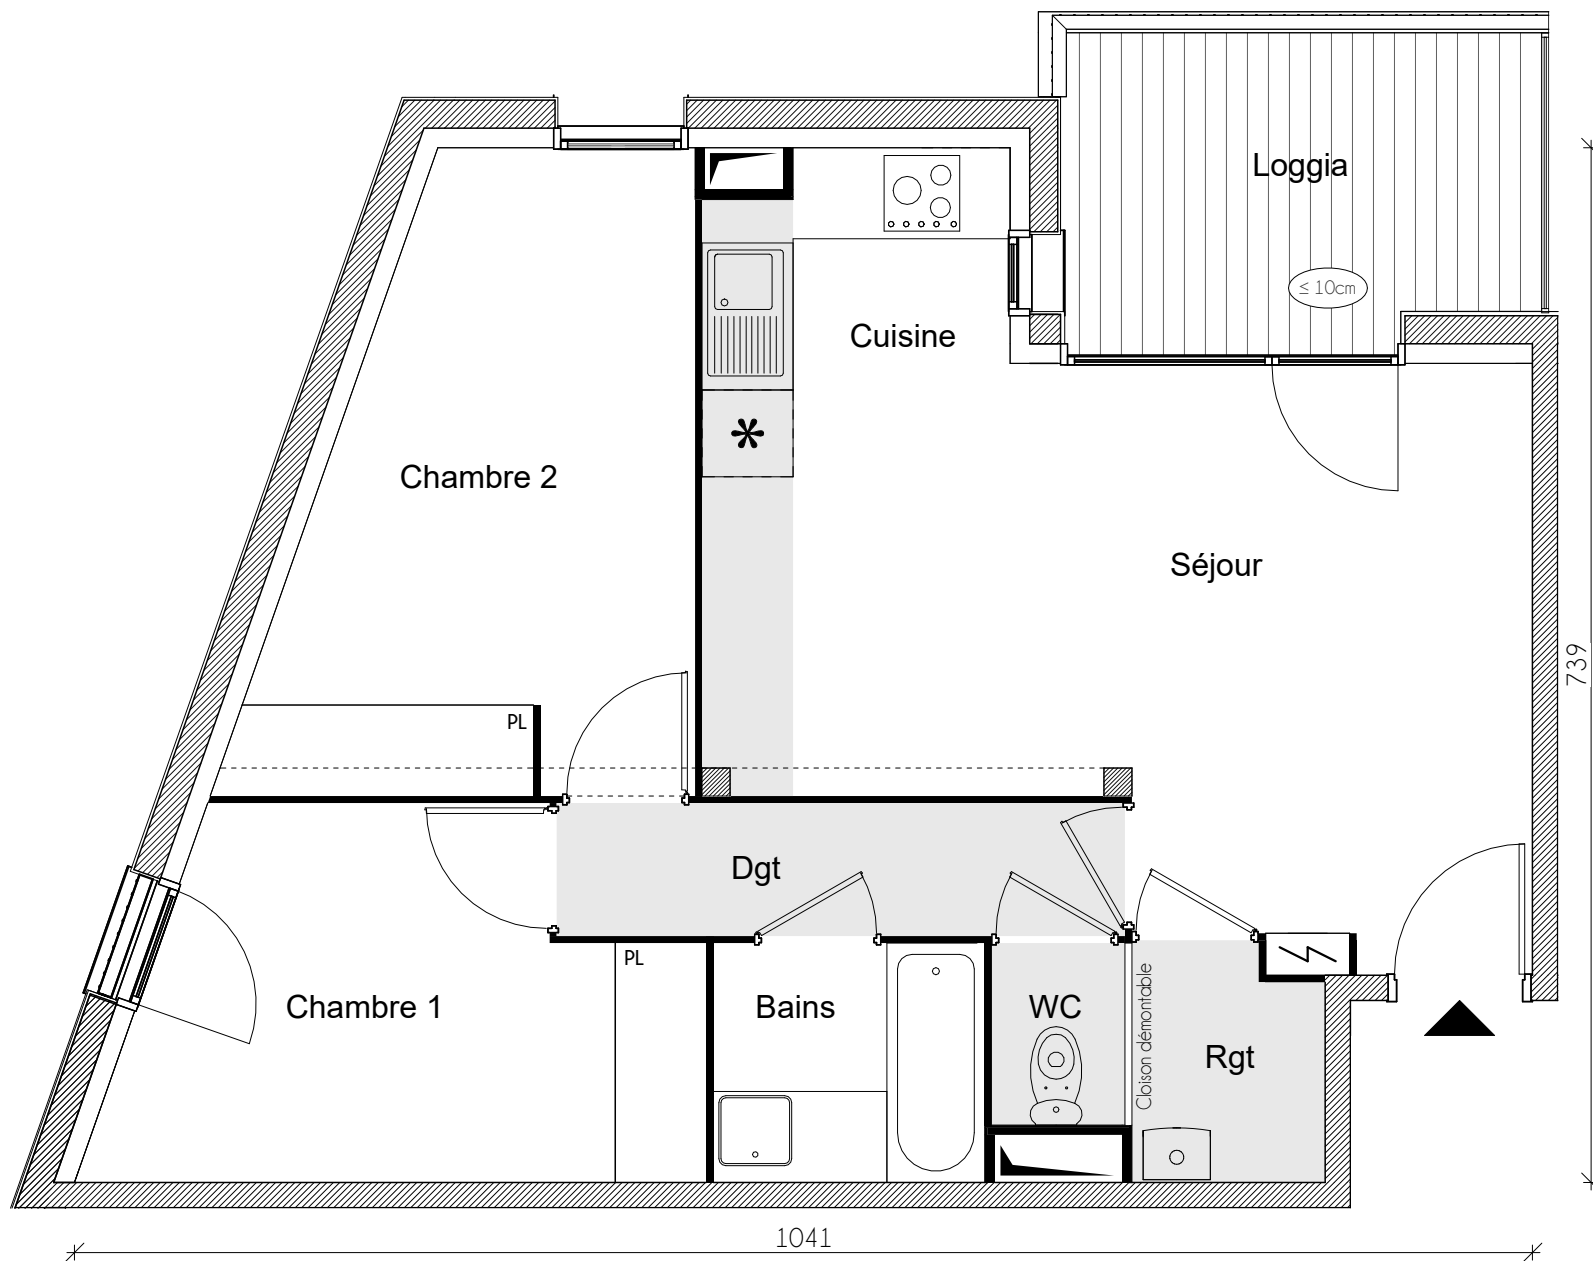 Loggia
≤ 10cm
Cuisine
*
Chambre 2
Séjour
739
PL
Dgt
PL
Chambre 1
Bains
WC
Cloison démontable
Rgt
1041